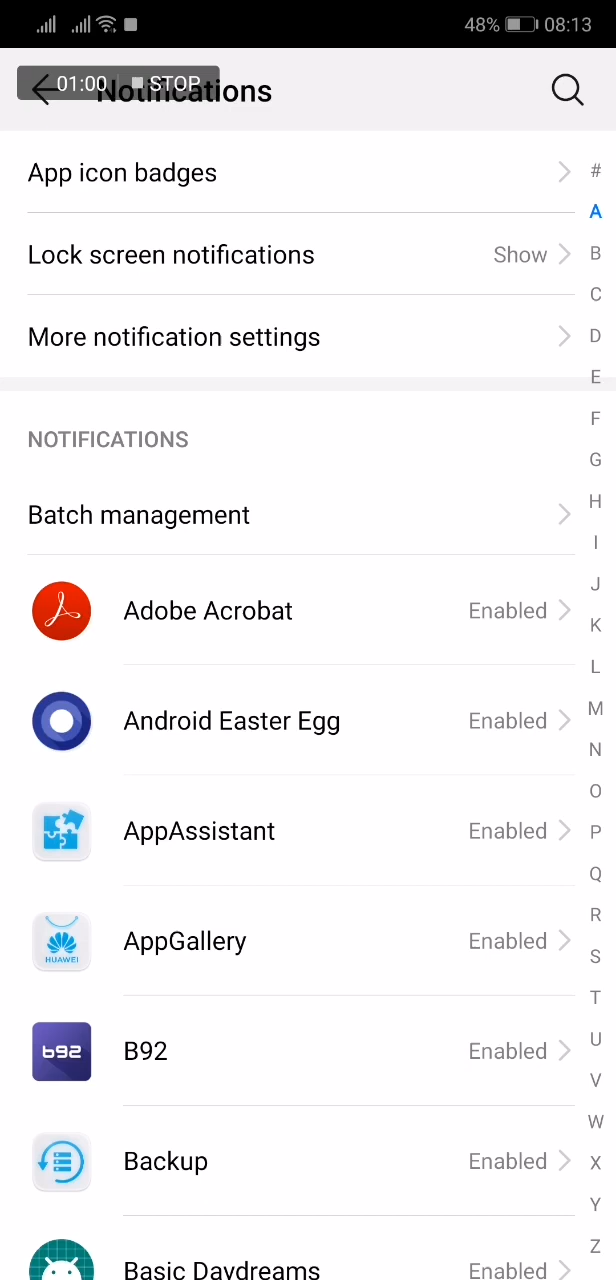 48% 08:13
01:00 STOP
Notifications
App icon badges
#
A
Lock screen notifications Show
B
C
More notification settings
D
E
F
NOTIFICATIONS
G
H
Batch management
I
J
Adobe Acrobat Enabled
K
L
M
Android Easter Egg Enabled
N
O
AppAssistant Enabled
P
Q
R
AppGallery Enabled
HUAWEI
S
T
U
b92
B92 Enabled
V
W
Backup Enabled
X
Y
Z
Basic Daydreams Enabled